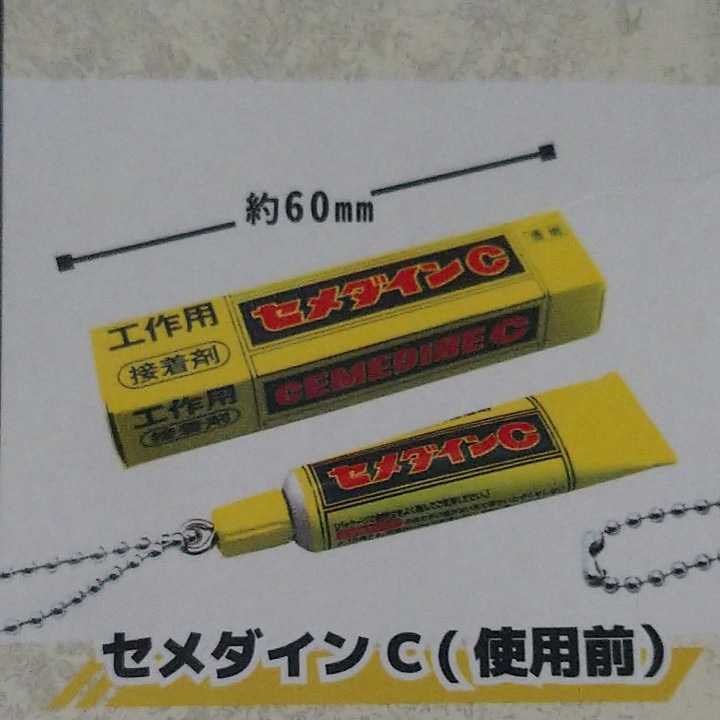 約60mm
セメダインC
透明
工作用
接着剤
CEMEDINE C
工作用
接着剤
セメダインC
セメダインC(使用前)